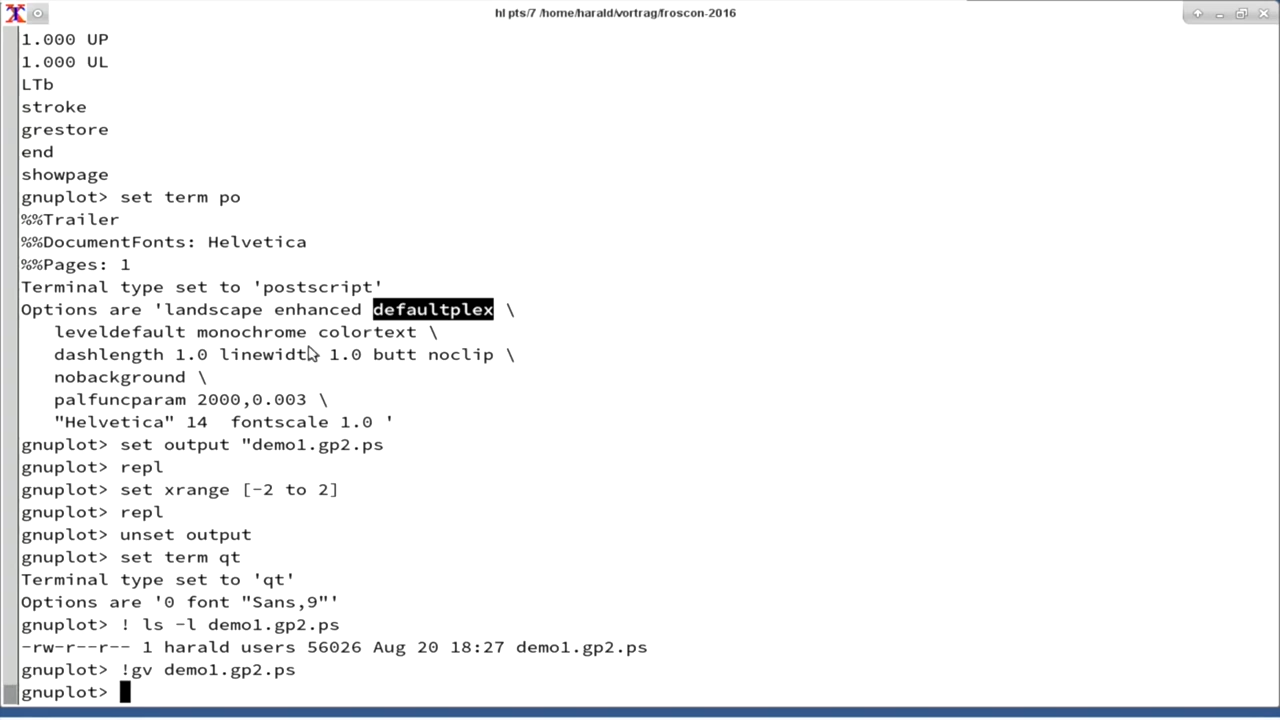 hl pts/7 /home/harald/vortrag/froscon-2016
1.000 UP
1.000 UL
LTb
stroke
grestore
end
showpage
gnuplot> set term po
%%Trailer
%%DocumentFonts: Helvetica
%%Pages: 1
Terminal type set to 'postscript'
Options are 'landscape enhanced defaultplex \
   leveldefault monochrome colortext \
   dashlength 1.0 linewidth 1.0 butt noclip \
   nobackground \
   palfuncparam 2000,0.003 \
   "Helvetica" 14  fontscale 1.0 '
gnuplot> set output "demo1.gp2.ps
gnuplot> repl
gnuplot> set xrange [-2 to 2]
gnuplot> repl
gnuplot> unset output
gnuplot> set term qt
Terminal type set to 'qt'
Options are '0 font "Sans,9"'
gnuplot> ! ls -l demo1.gp2.ps
-rw-r--r-- 1 harald users 56026 Aug 20 18:27 demo1.gp2.ps
gnuplot> !gv demo1.gp2.ps
gnuplot>